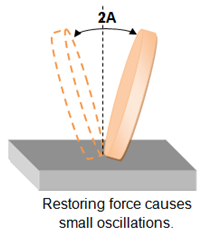 2A
Restoring force causes
small oscillations.